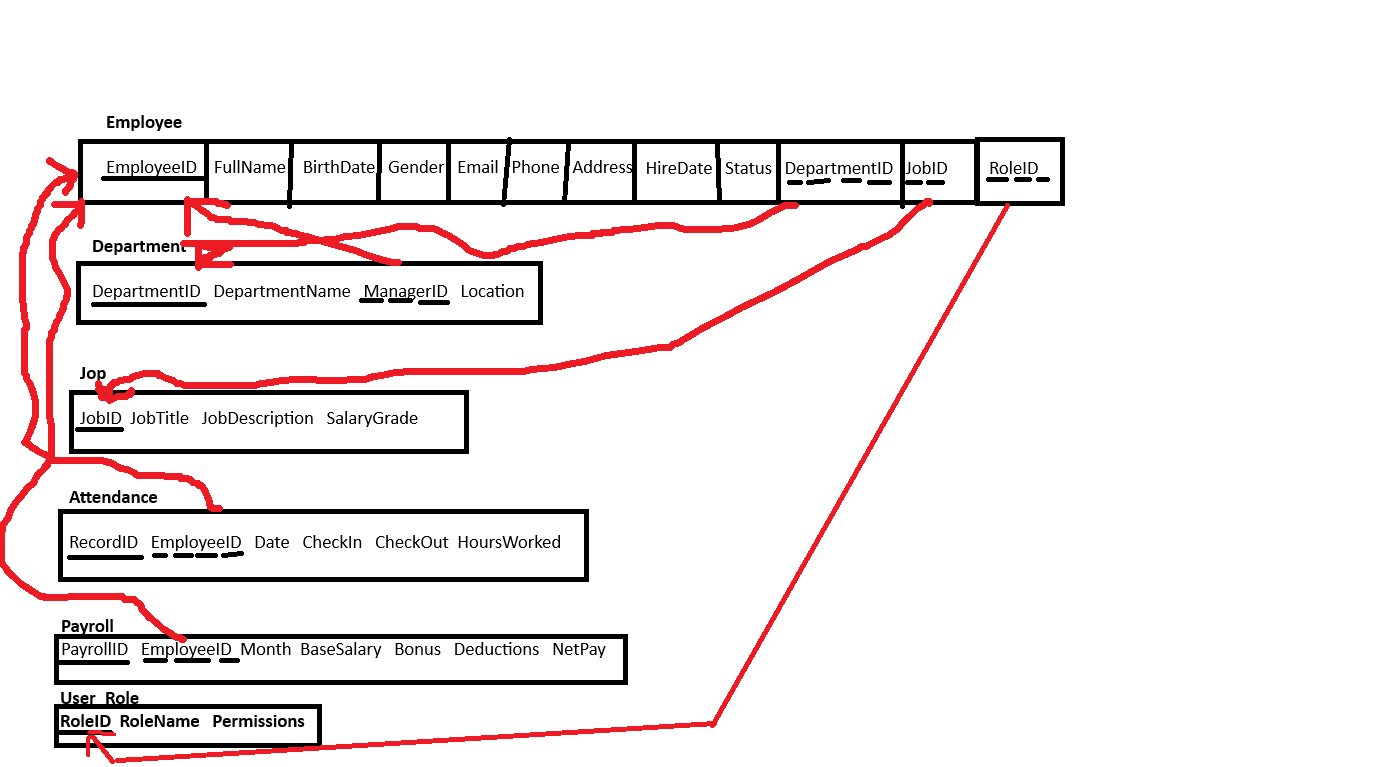 Employee
EmployeeID FullName BirthDate Gender Email Phone Address HireDate Status DepartmentID JobID RoleID
Department
DepartmentID DepartmentName ManagerID Location
Jop
JobID JobTitle JobDescription SalaryGrade
Attendance
RecordID EmployeeID Date CheckIn CheckOut HoursWorked
Payroll
PayrollID EmployeeID Month BaseSalary Bonus Deductions NetPay
User Role
RoleID RoleName Permissions